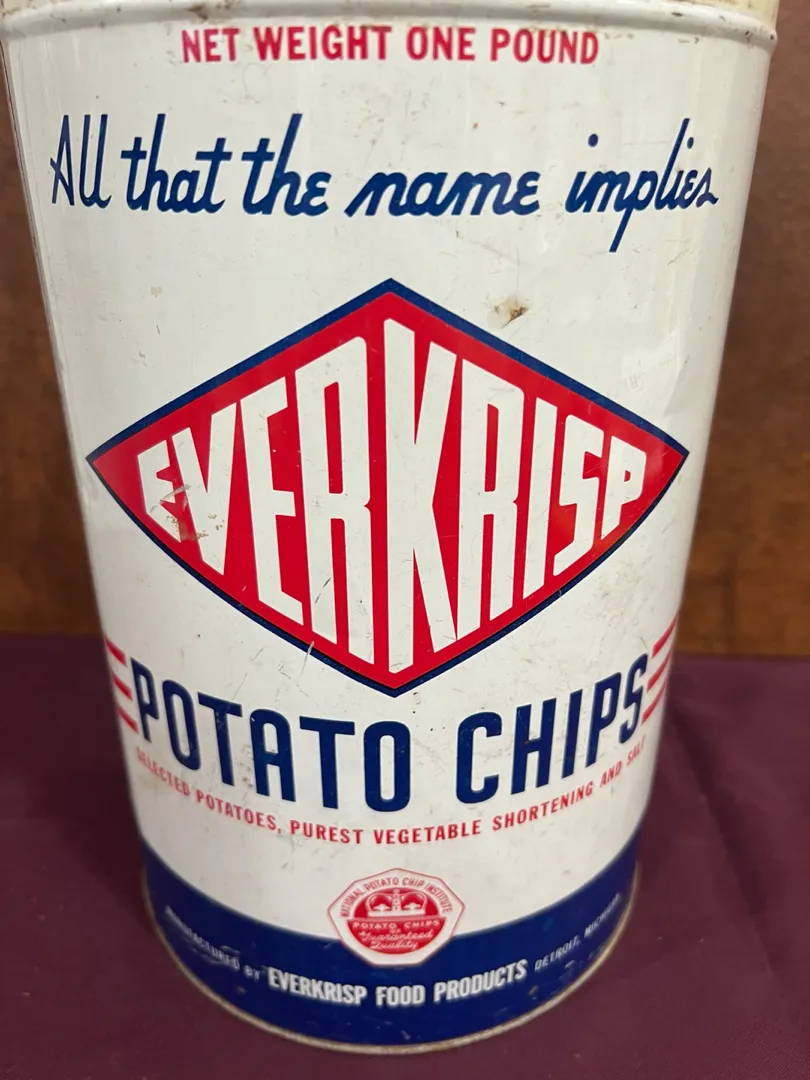 NET WEIGHT ONE POUND
All that the name implies
EVERKRISP
POTATO CHIPS
SELECTED POTATOES, PUREST VEGETABLE SHORTENING AND SALT
NATIONAL POTATO CHIP INSTITUTE
POTATO CHIPS
OF
Guaranteed
Quality
MANUFACTURED BY EVERKRISP FOOD PRODUCTS DETROIT, MICHIGAN